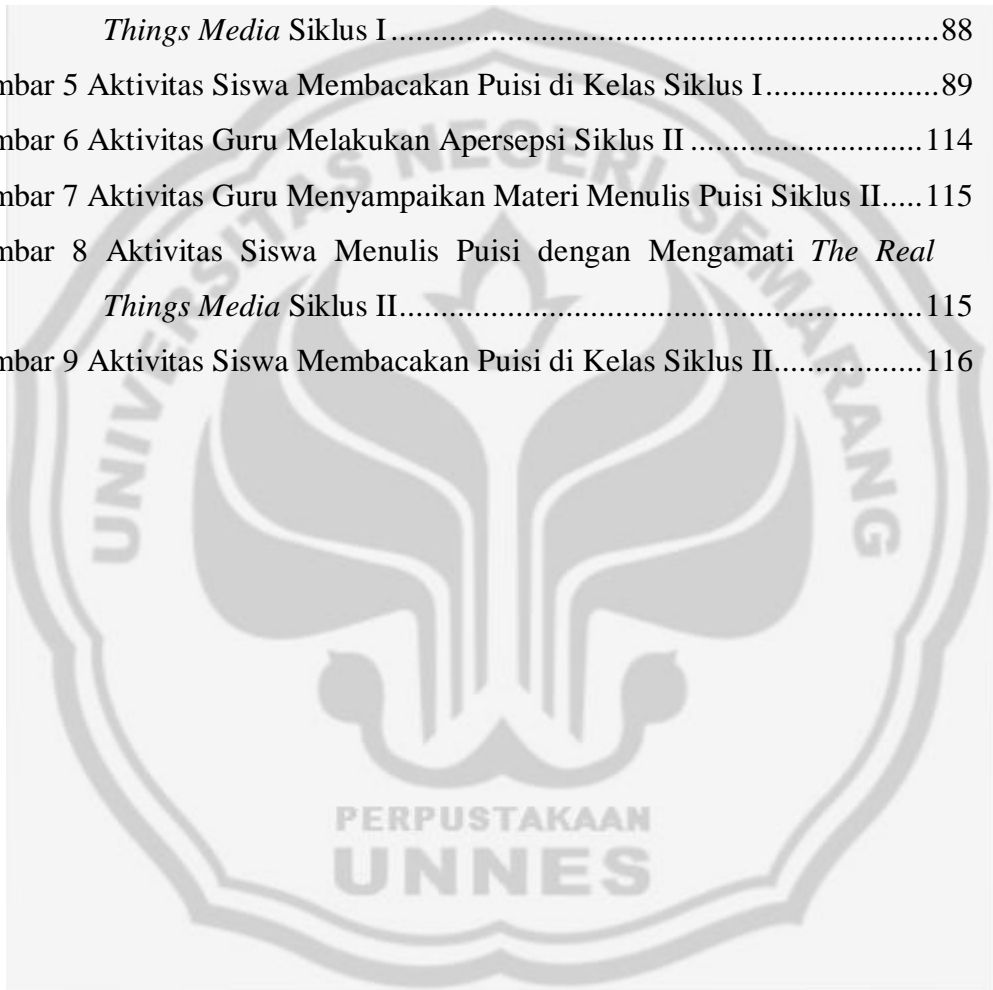 Things Media Siklus I......................................................................88
mbar 5 Aktivitas Siswa Membacakan Puisi di Kelas Siklus I......................89
mbar 6 Aktivitas Guru Melakukan Apersepsi Siklus II.............................114
mbar 7 Aktivitas Guru Menyampaikan Materi Menulis Puisi Siklus II.....115
mbar 8 Aktivitas Siswa Menulis Puisi dengan Mengamati The Real
Things Media Siklus II...................................................................115
mbar 9 Aktivitas Siswa Membacakan Puisi di Kelas Siklus II...................116
UNIVERSITAS NEGERI SEMARANG
PERPUSTAKAAN
UNNES